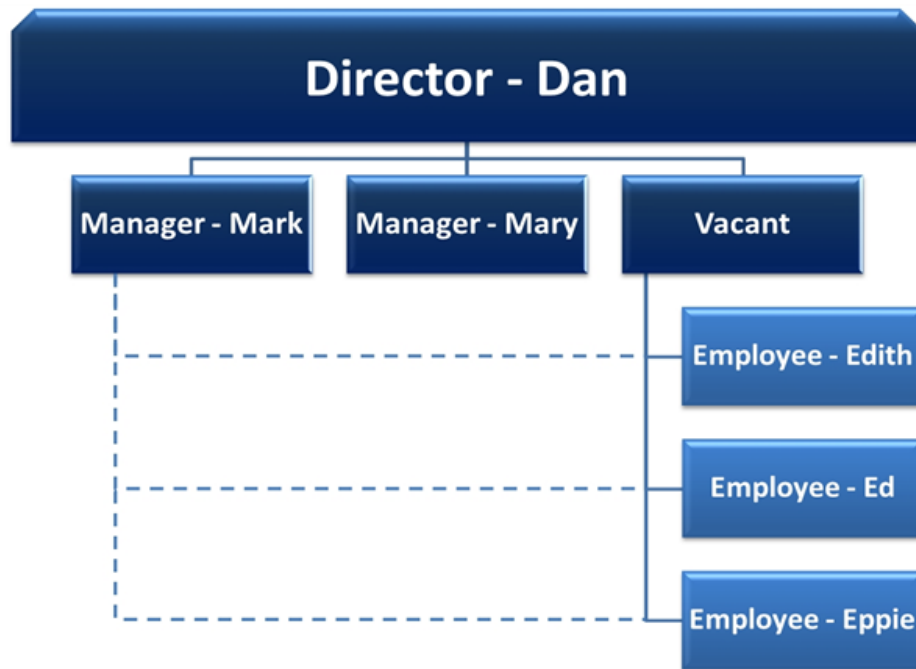 Director - Dan
Manager - Mark
Manager - Mary
Vacant
Employee - Edith
Employee - Ed
Employee - Eppie